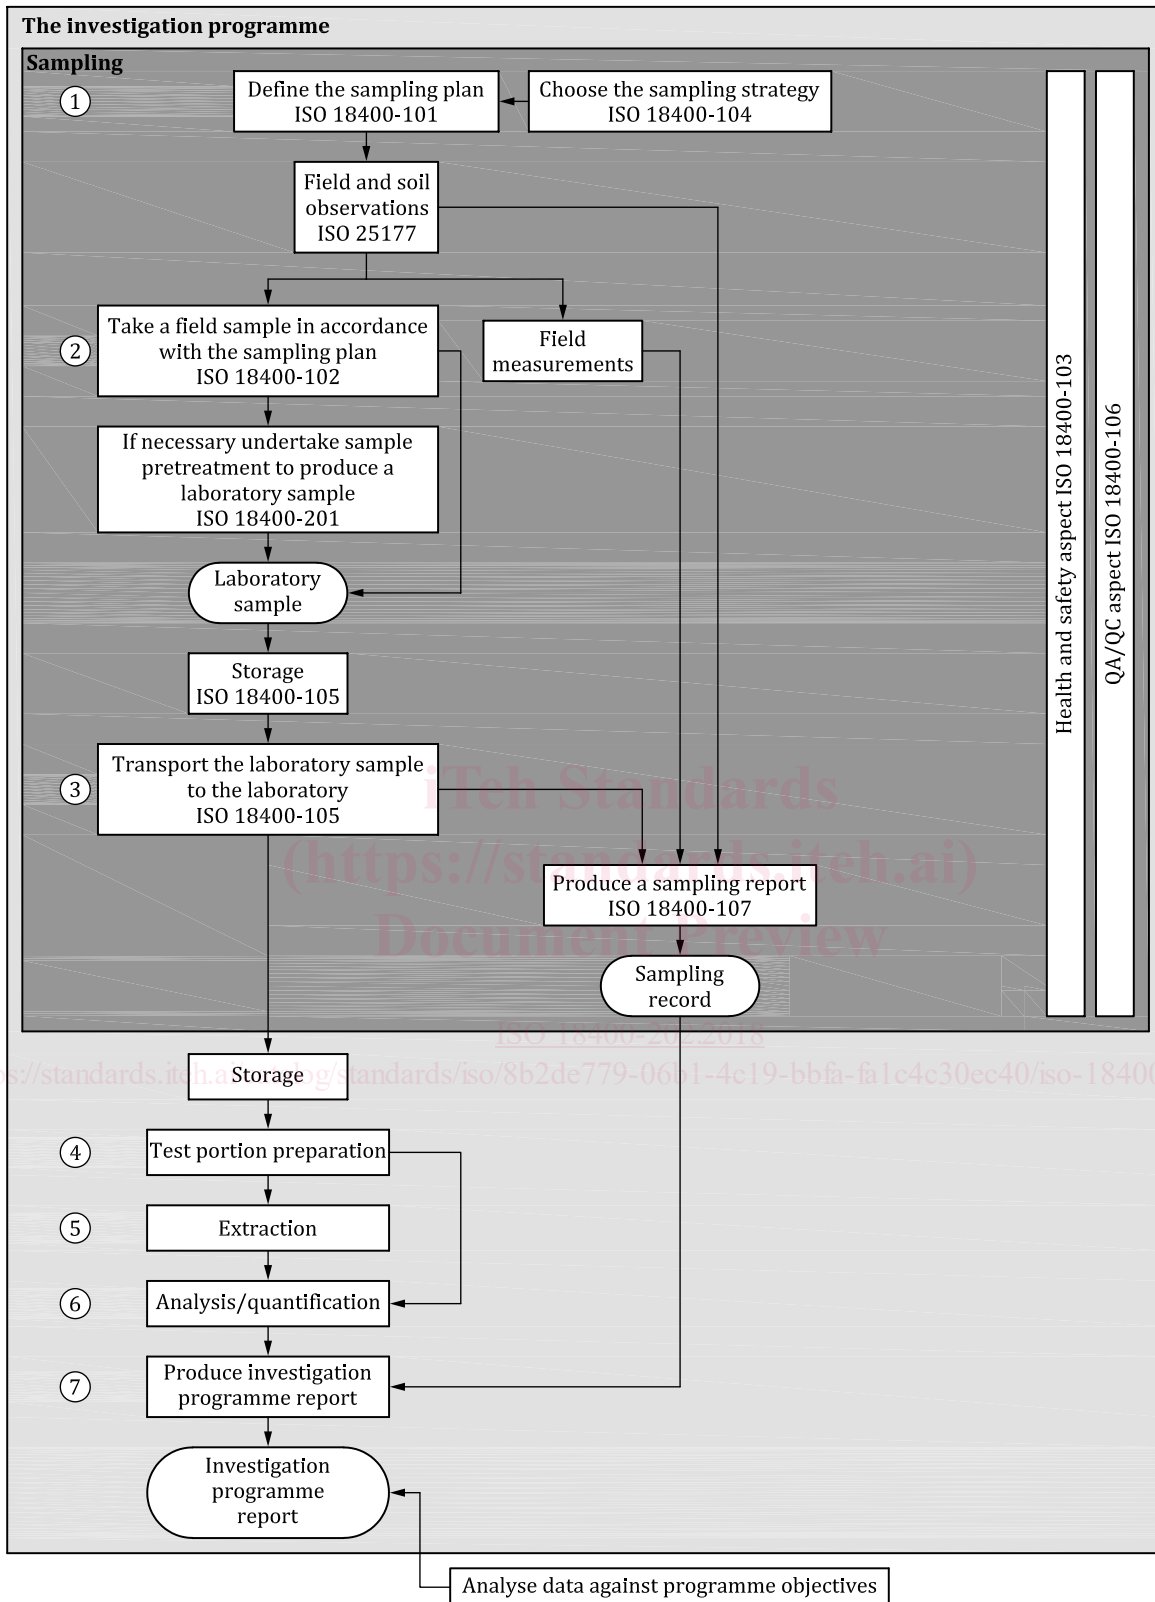 The investigation programme
Sampling
1
Define the sampling plan
ISO 18400-101
Choose the sampling strategy
ISO 18400-104
Field and soil
observations
ISO 25177
2
Take a field sample in accordance
with the sampling plan
ISO 18400-102
Field
measurements
If necessary undertake sample
pretreatment to produce a
laboratory sample
ISO 18400-201
Laboratory
sample
Storage
ISO 18400-105
3
Transport the laboratory sample
to the laboratory
ISO 18400-105
Produce a sampling report
ISO 18400-107
Sampling
record
Health and safety aspect ISO 18400-103
QA/QC aspect ISO 18400-106
iTeh Standards
(https://standards.iteh.ai)
Document Preview
ISO 18400-202:2018
Storage
4
Test portion preparation
5
Extraction
6
Analysis/quantification
7
Produce investigation
programme report
Investigation
programme
report
Analyse data against programme objectives